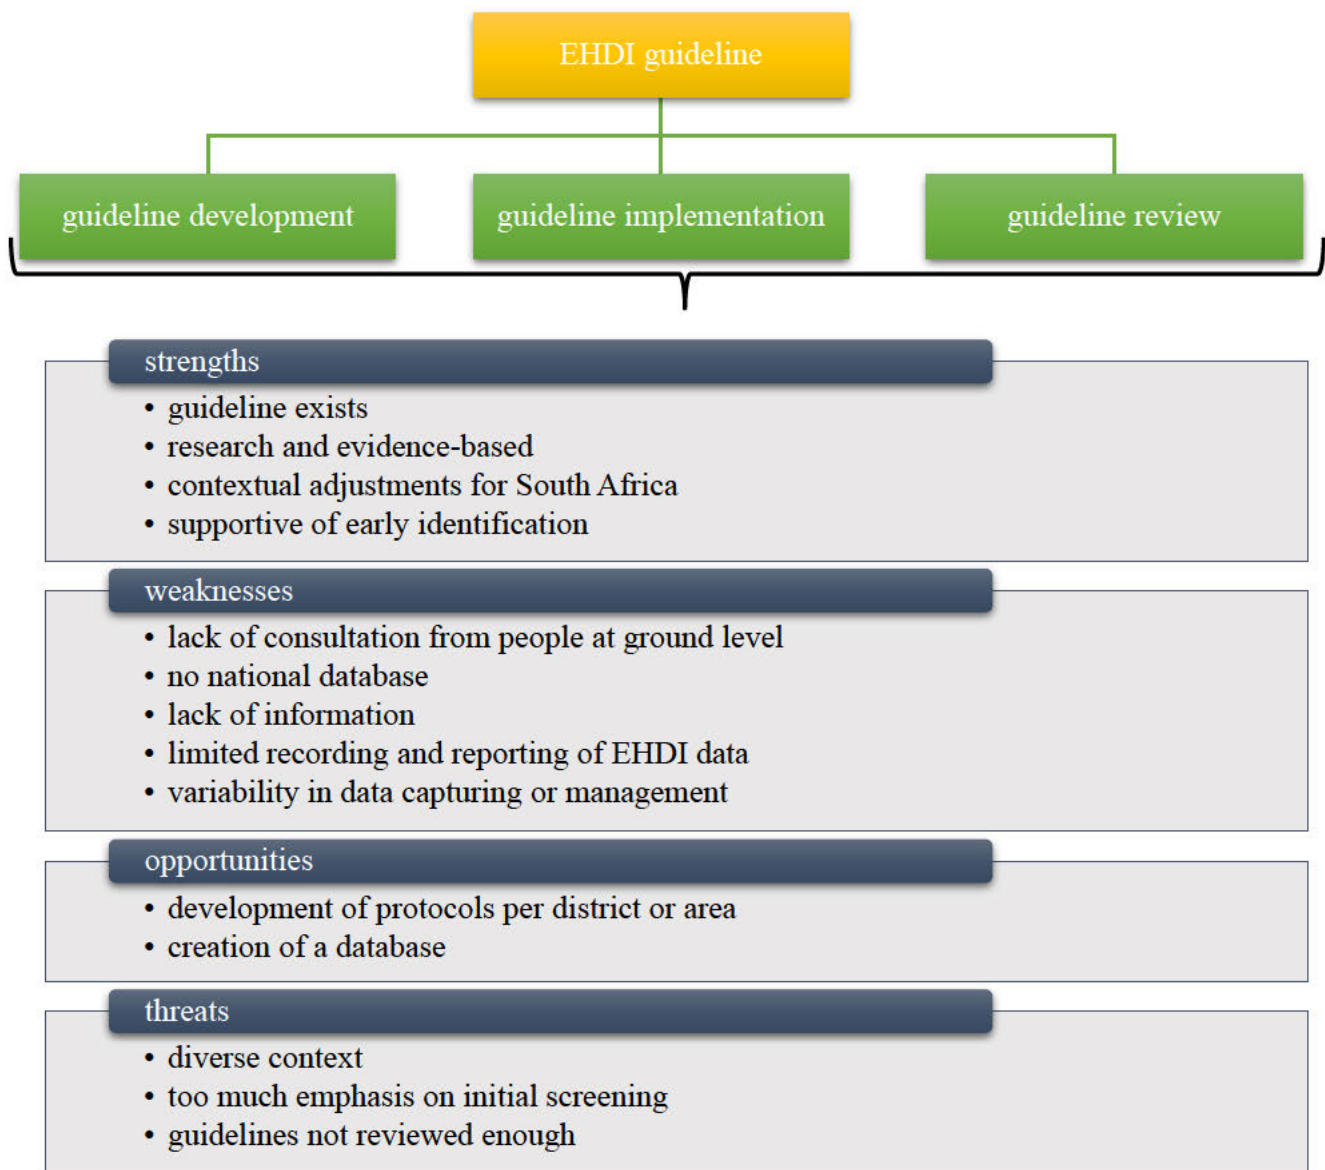 EHDI guideline
guideline development
guideline implementation
guideline review
strengths
• guideline exists
• research and evidence-based
• contextual adjustments for South Africa
• supportive of early identification
weaknesses
• lack of consultation from people at ground level
• no national database
• lack of information
• limited recording and reporting of EHDI data
• variability in data capturing or management
opportunities
• development of protocols per district or area
• creation of a database
threats
• diverse context
• too much emphasis on initial screening
• guidelines not reviewed enough